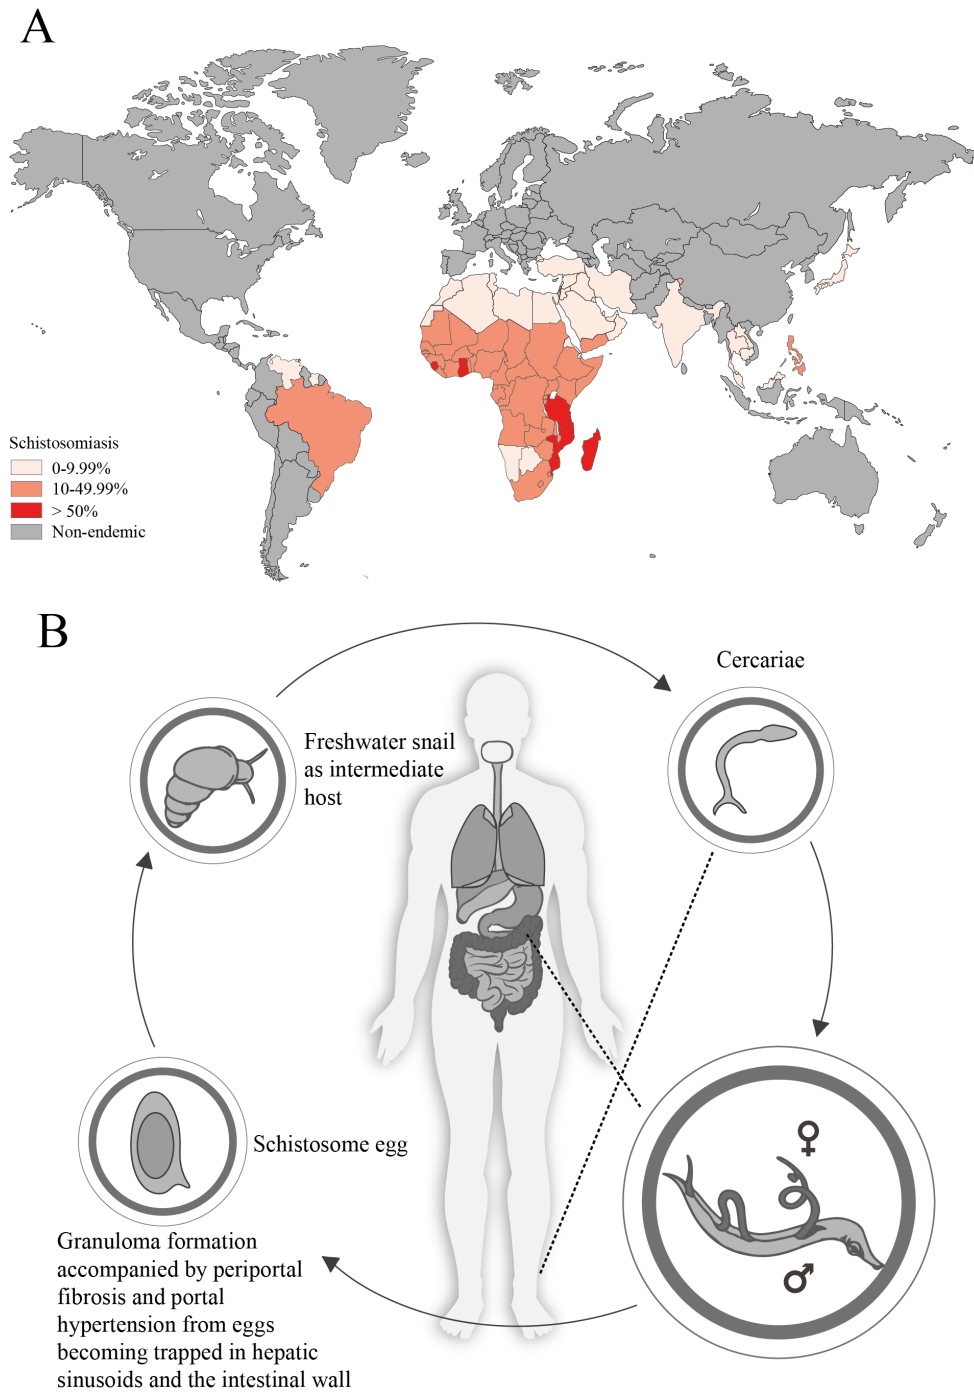 A
Schistosomiasis
0-9.99%
10-49.99%
> 50%
Non-endemic
B
Cercariae
Freshwater snail
as intermediate
host
♀
Schistosome egg
♂
Granuloma formation
accompanied by periportal
fibrosis and portal
hypertension from eggs
becoming trapped in hepatic
sinusoids and the intestinal wall